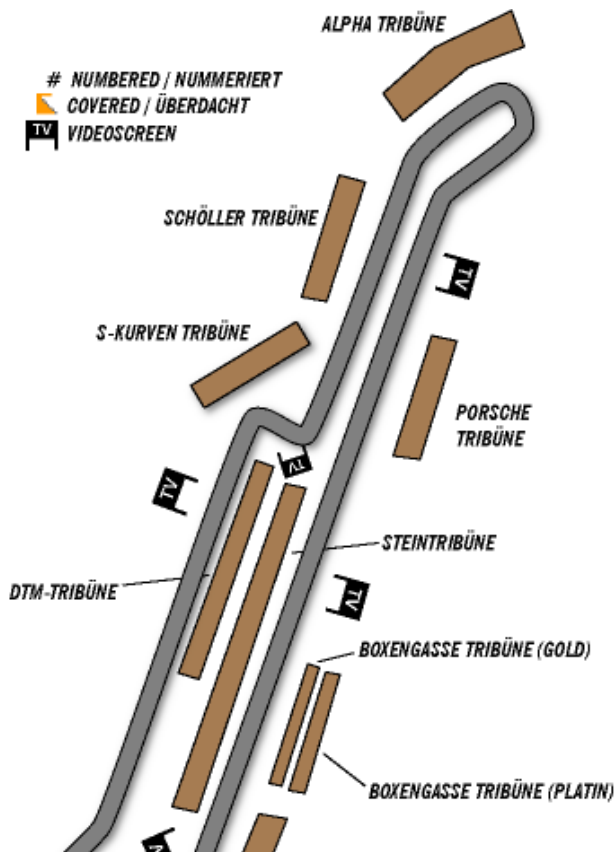 ALPHA TRIBÜNE
# NUMBERED / NUMMERIERT
COVERED / ÜBERDACHT
TV VIDEOSCREEN
SCHÖLLER TRIBÜNE
TV
S-KURVEN TRIBÜNE
PORSCHE
TRIBÜNE
TV
TV
STEINTRIBÜNE
DTM-TRIBÜNE
TV
BOXENGASSE TRIBÜNE (GOLD)
BOXENGASSE TRIBÜNE (PLATIN)